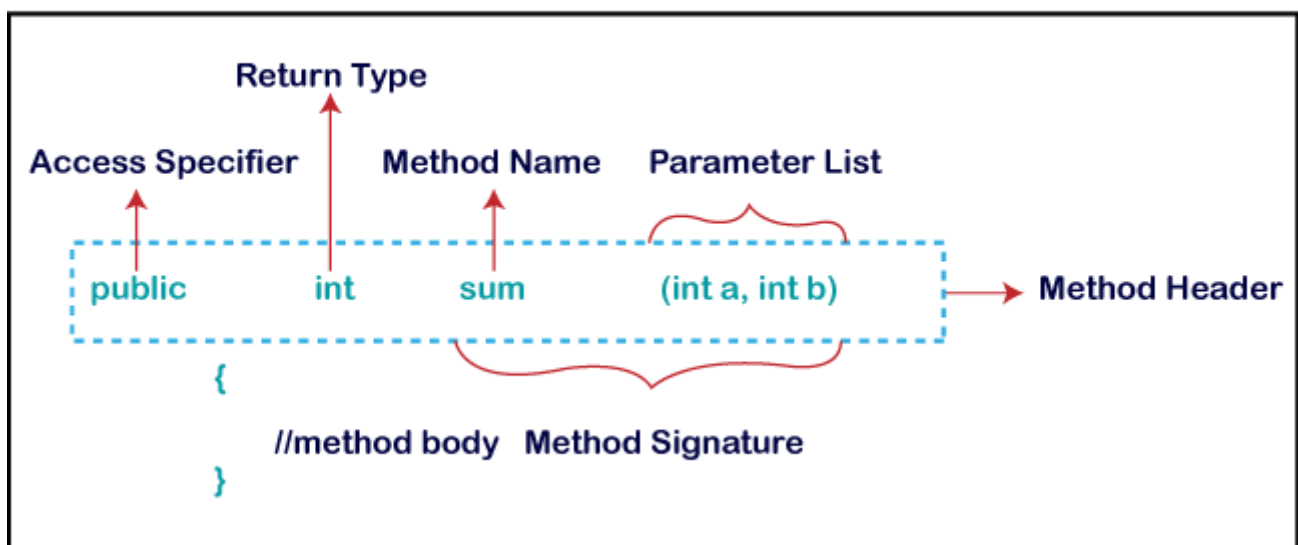 Return Type
Access Specifier Method Name Parameter List
public int sum (int a, int b) Method Header
{
//method body Method Signature
}